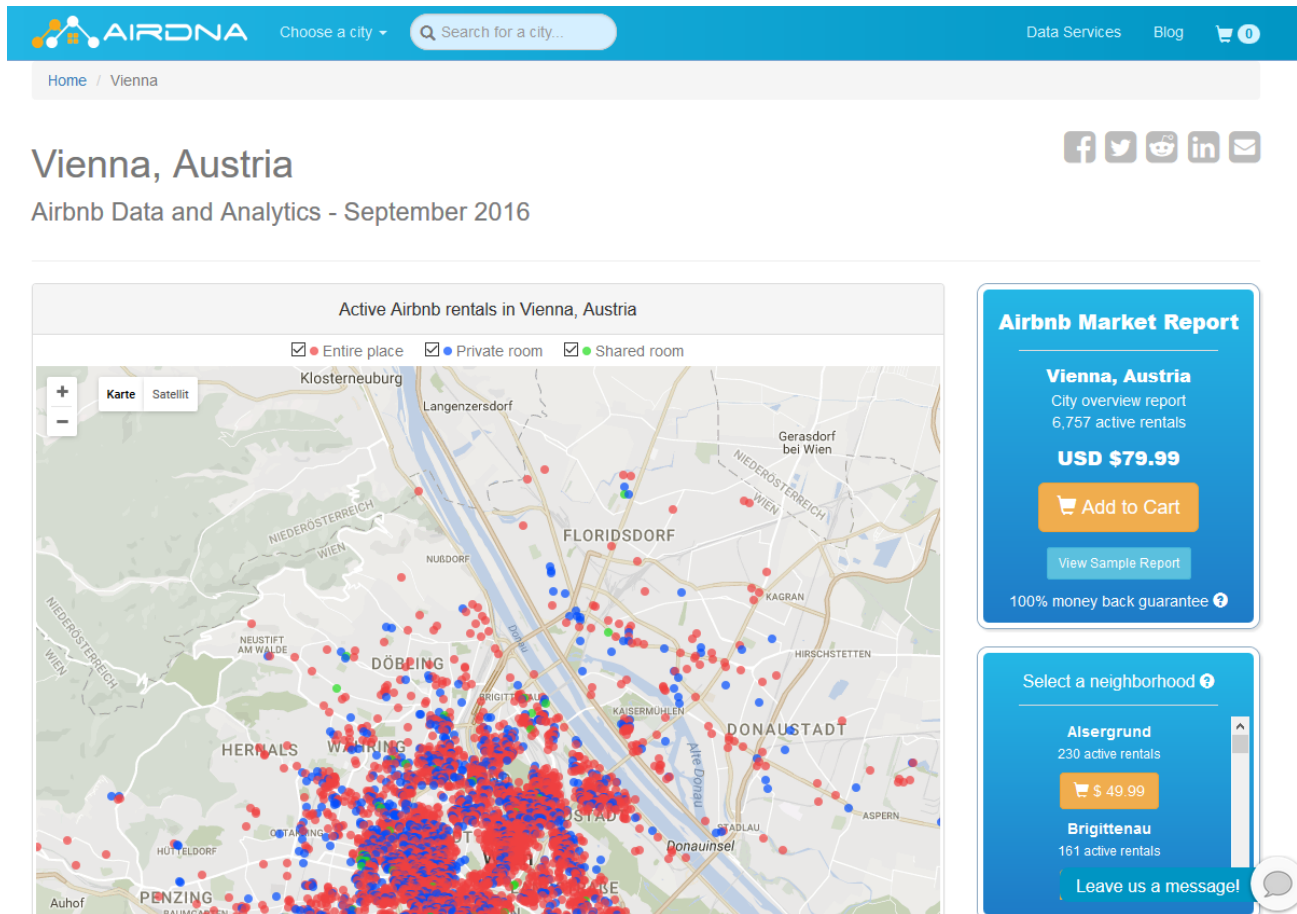 AIRDNA
Choose a city
Search for a city...
Data Services
Blog
0
Home / Vienna
Vienna, Austria
Airbnb Data and Analytics - September 2016
Active Airbnb rentals in Vienna, Austria
Entire place
Private room
Shared room
+
−
Karte
Satellit
Klosterneuburg
Langenzersdorf
Gerasdorf
bei Wien
NIEDERÖSTERREICH
WIEN
NIEDERÖSTERREICH
WIEN
FLORIDSDORF
NUßDORF
KAGRAN
NIEDERÖSTERREICH
WIEN
NEUSTIFT
AM WALDE
Donau
HIRSCHSTETTEN
DÖBLING
KAISERMÜHLEN
DONAUSTADT
HERNALS
WÄHRING
Alte Donau
ASPERN
STADLAU
Donauinsel
HÜTTELDORF
PENZING
Auhof
Airbnb Market Report
Vienna, Austria
City overview report
6,757 active rentals
USD $79.99
Add to Cart
View Sample Report
100% money back guarantee ?
Select a neighborhood ?
Alsergrund
230 active rentals
$ 49.99
Brigittenau
161 active rentals
Leave us a message!